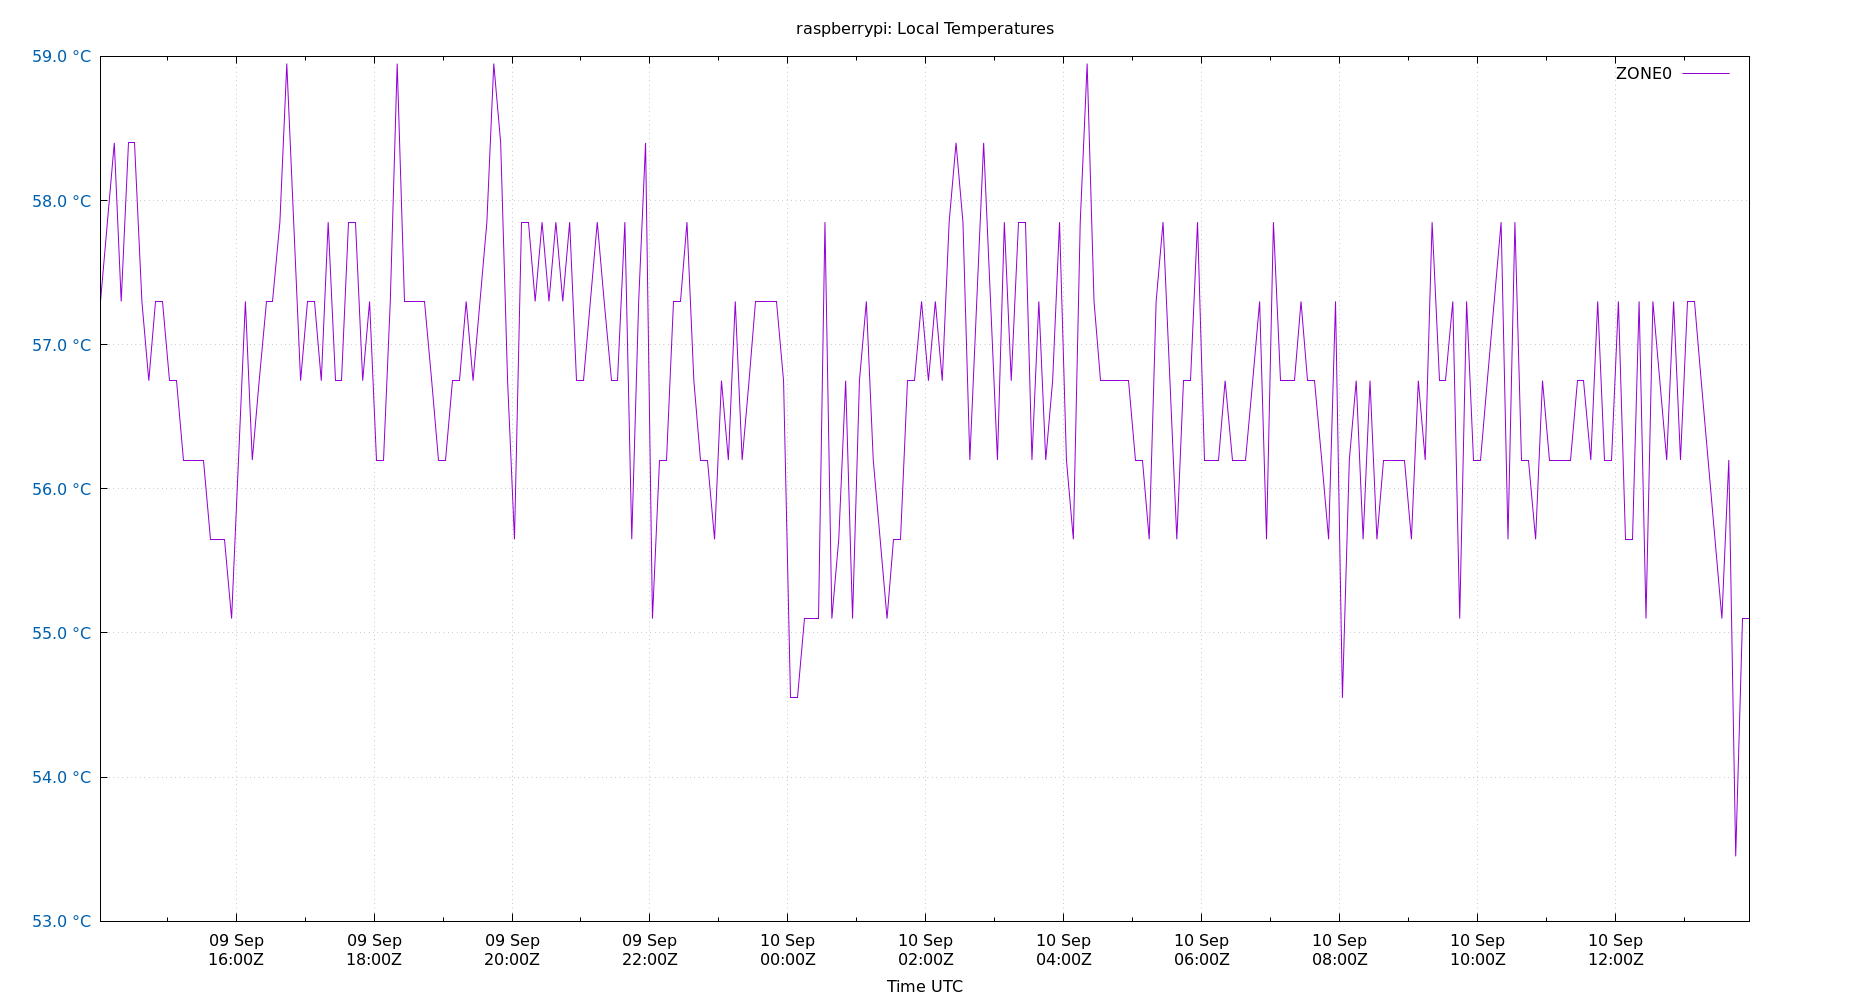 raspberrypi: Local Temperatures
59.0 °C
ZONE0
58.0 °C
57.0 °C
56.0 °C
55.0 °C
54.0 °C
53.0 °C
09 Sep 09 Sep 09 Sep 09 Sep 10 Sep 10 Sep 10 Sep 10 Sep 10 Sep 10 Sep 10 Sep
16:00Z 18:00Z 20:00Z 22:00Z 00:00Z 02:00Z 04:00Z 06:00Z 08:00Z 10:00Z 12:00Z
Time UTC